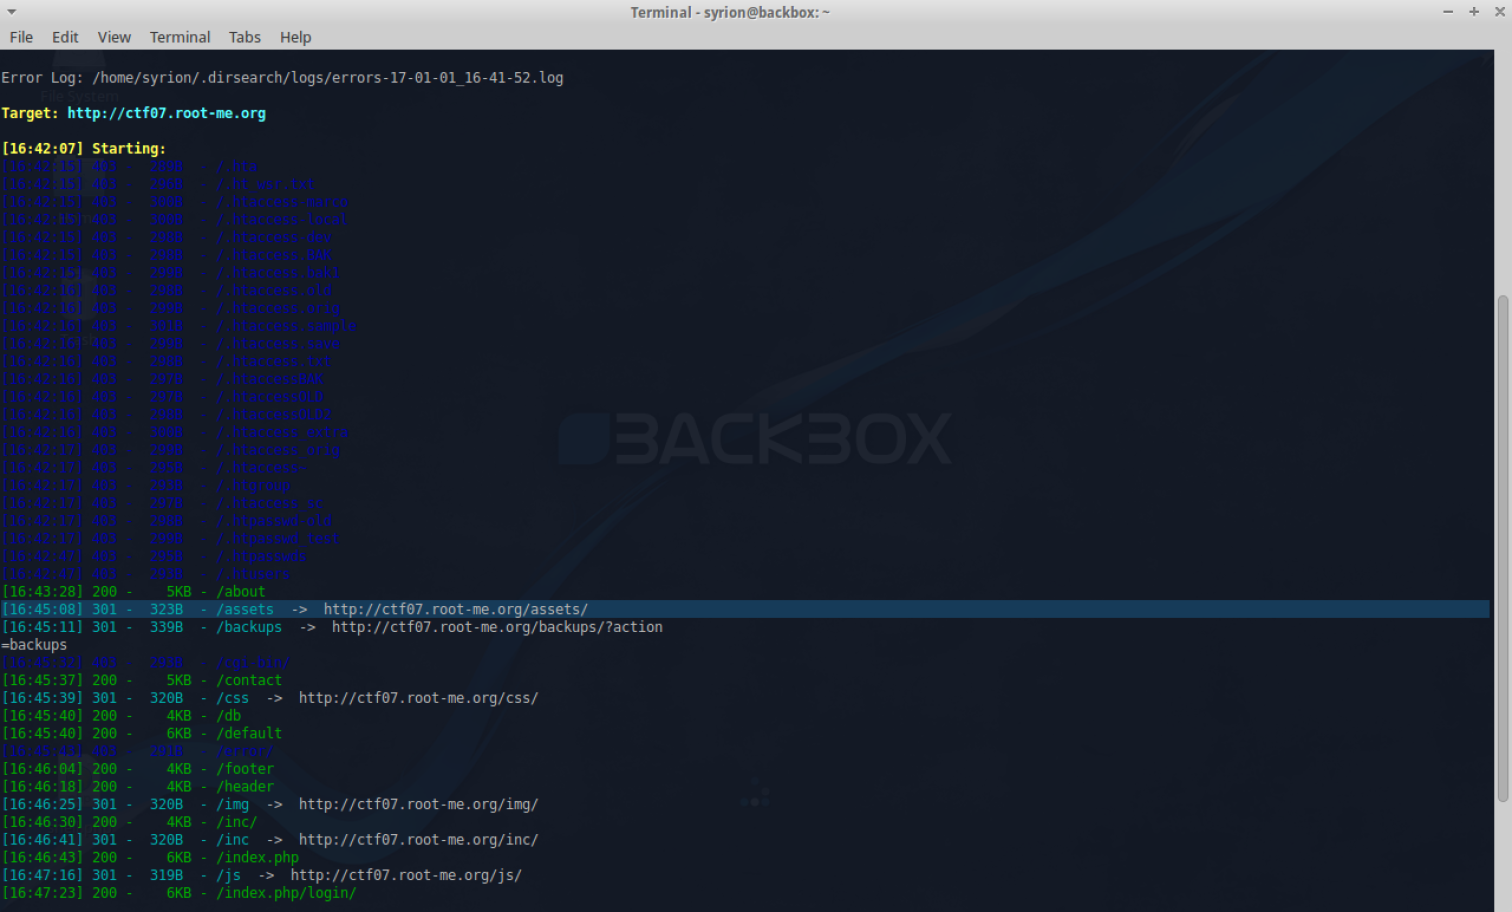 Terminal - syrion@backbox: ~
File Edit View Terminal Tabs Help
Error Log: /home/syrion/.dirsearch/logs/errors-17-01-01_16-41-52.log
File System
Target: http://ctf07.root-me.org
[16:42:07] Starting:
[16:42:15] 403 - 289B - /.hta
[16:42:15] 403 - 296B - /.ht_wsr.txt
[16:42:15] 403 - 300B - /.htaccess-marco
[16:42:15] 403 - 300B - /.htaccess-local
[16:42:15] 403 - 298B - /.htaccess-dev
[16:42:15] 403 - 298B - /.htaccess.BAK
[16:42:15] 403 - 299B - /.htaccess.bak1
[16:42:16] 403 - 298B - /.htaccess.old
[16:42:16] 403 - 299B - /.htaccess.orig
[16:42:16] 403 - 301B - /.htaccess.sample
[16:42:16] 403 - 299B - /.htaccess.save
[16:42:16] 403 - 298B - /.htaccess.txt
[16:42:16] 403 - 297B - /.htaccessBAK
[16:42:16] 403 - 297B - /.htaccessOLD
[16:42:16] 403 - 298B - /.htaccessOLD2
[16:42:16] 403 - 300B - /.htaccess_extra
[16:42:17] 403 - 299B - /.htaccess_orig
[16:42:17] 403 - 295B - /.htaccess~
[16:42:17] 403 - 293B - /.htgroup
[16:42:17] 403 - 297B - /.htaccess_sc
[16:42:17] 403 - 298B - /.htpasswd-old
[16:42:17] 403 - 299B - /.htpasswd_test
[16:42:47] 403 - 295B - /.htpasswds
[16:42:47] 403 - 293B - /.htusers
[16:43:28] 200 - 5KB - /about
[16:45:08] 301 - 323B - /assets -> http://ctf07.root-me.org/assets/
[16:45:11] 301 - 339B - /backups -> http://ctf07.root-me.org/backups/?action
=backups
[16:45:32] 403 - 293B - /cgi-bin/
[16:45:37] 200 - 5KB - /contact
[16:45:39] 301 - 320B - /css -> http://ctf07.root-me.org/css/
[16:45:40] 200 - 4KB - /db
[16:45:40] 200 - 6KB - /default
[16:45:43] 403 - 291B - /error/
[16:46:04] 200 - 4KB - /footer
[16:46:18] 200 - 4KB - /header
[16:46:25] 301 - 320B - /img -> http://ctf07.root-me.org/img/
[16:46:30] 200 - 4KB - /inc/
[16:46:41] 301 - 320B - /inc -> http://ctf07.root-me.org/inc/
[16:46:43] 200 - 6KB - /index.php
[16:47:16] 301 - 319B - /js -> http://ctf07.root-me.org/js/
[16:47:23] 200 - 6KB - /index.php/login/
BACKBOX